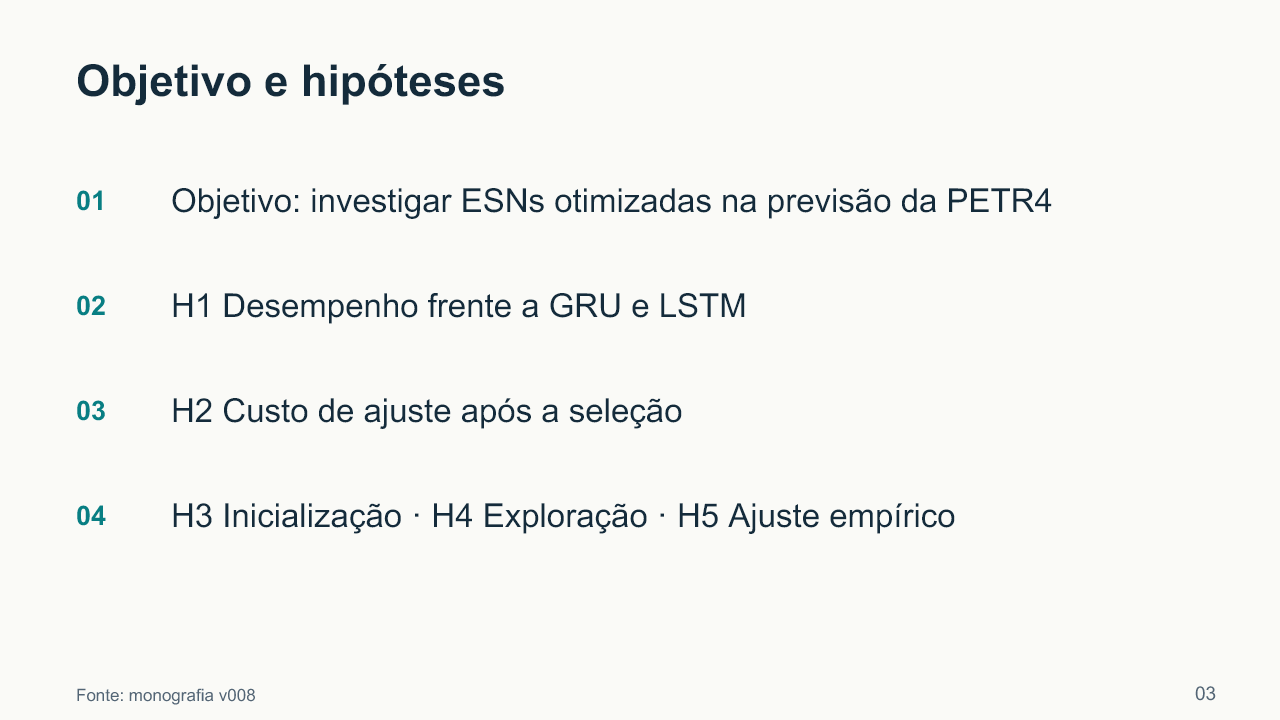 Objetivo e hipóteses
01 Objetivo: investigar ESNs otimizadas na previsão da PETR4
02 H1 Desempenho frente a GRU e LSTM
03 H2 Custo de ajuste após a seleção
04 H3 Inicialização · H4 Exploração · H5 Ajuste empírico
Fonte: monografia v008
03